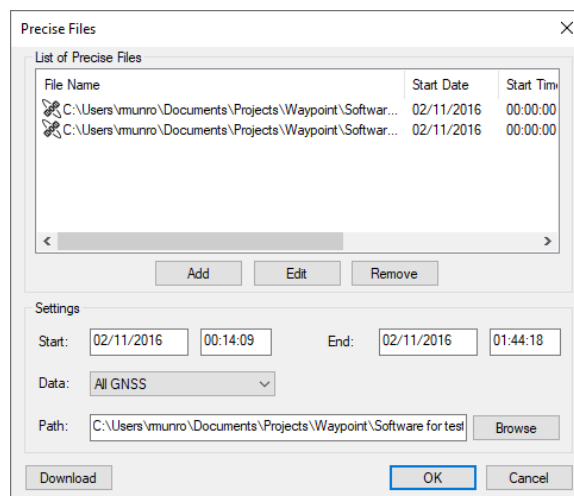 Precise Files
List of Precise Files
File Name Start Date Start Tim
C:\Users\rmunro\Documents\Projects\Waypoint\Softwar... 02/11/2016 00:00:00
C:\Users\rmunro\Documents\Projects\Waypoint\Softwar... 02/11/2016 00:00:00
Add Edit Remove
Settings
Start: 02/11/2016 00:14:09 End: 02/11/2016 01:44:18
Data: All GNSS
Path: C:\Users\rmunro\Documents\Projects\Waypoint\Software for test Browse
Download OK Cancel